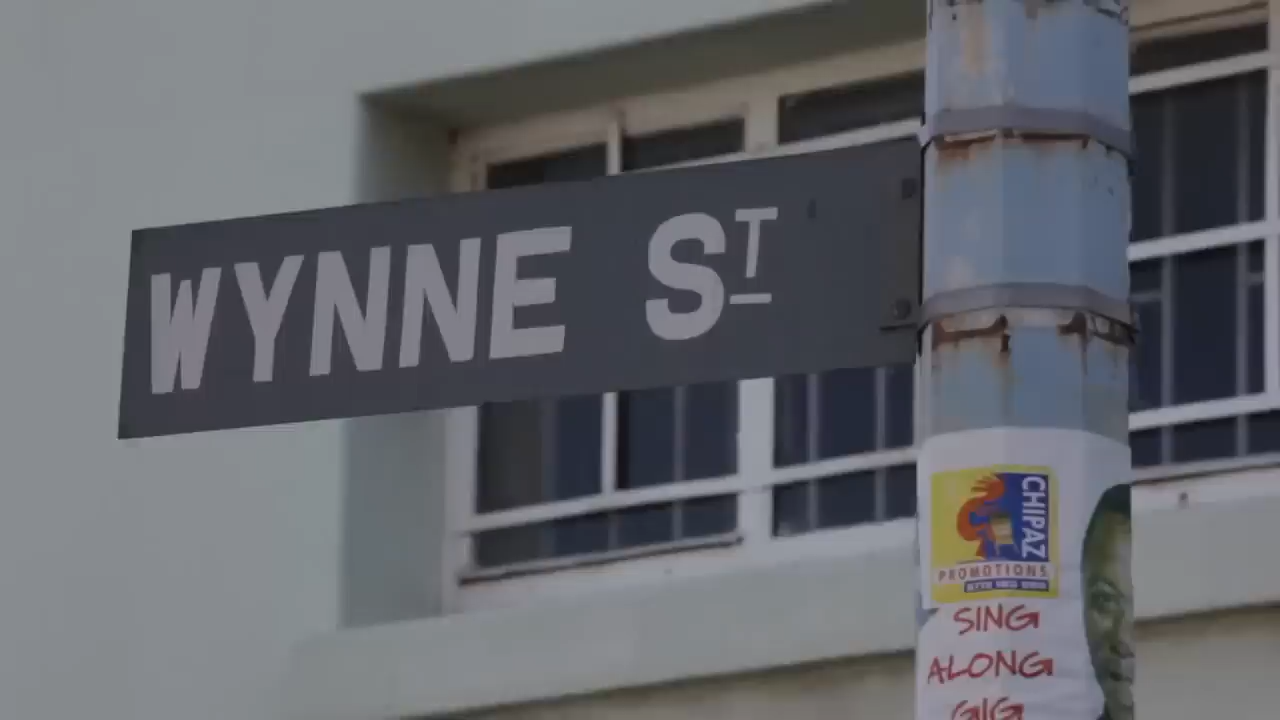 WYNNE ST
CHIPAZ
PROMOTIONS
SING
ALONG
GIG